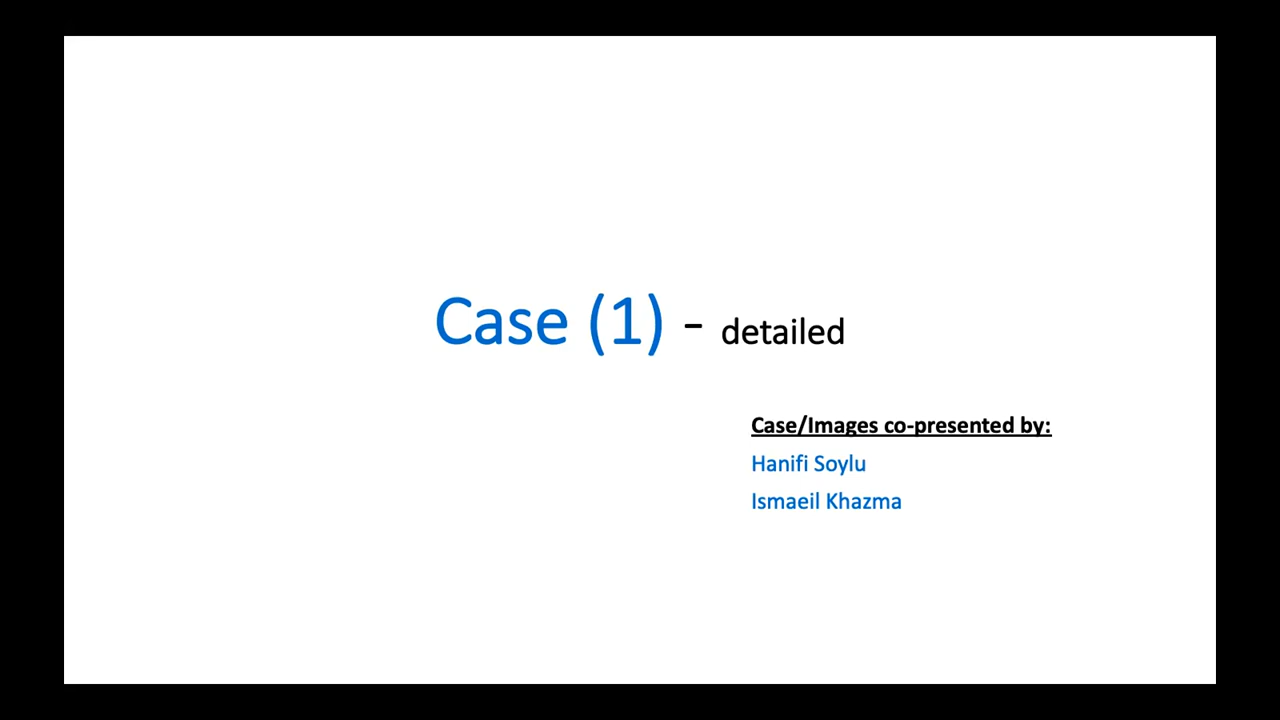 Case (1) - detailed
Case/Images co-presented by:
Hanifi Soylu
Ismaeil Khazma